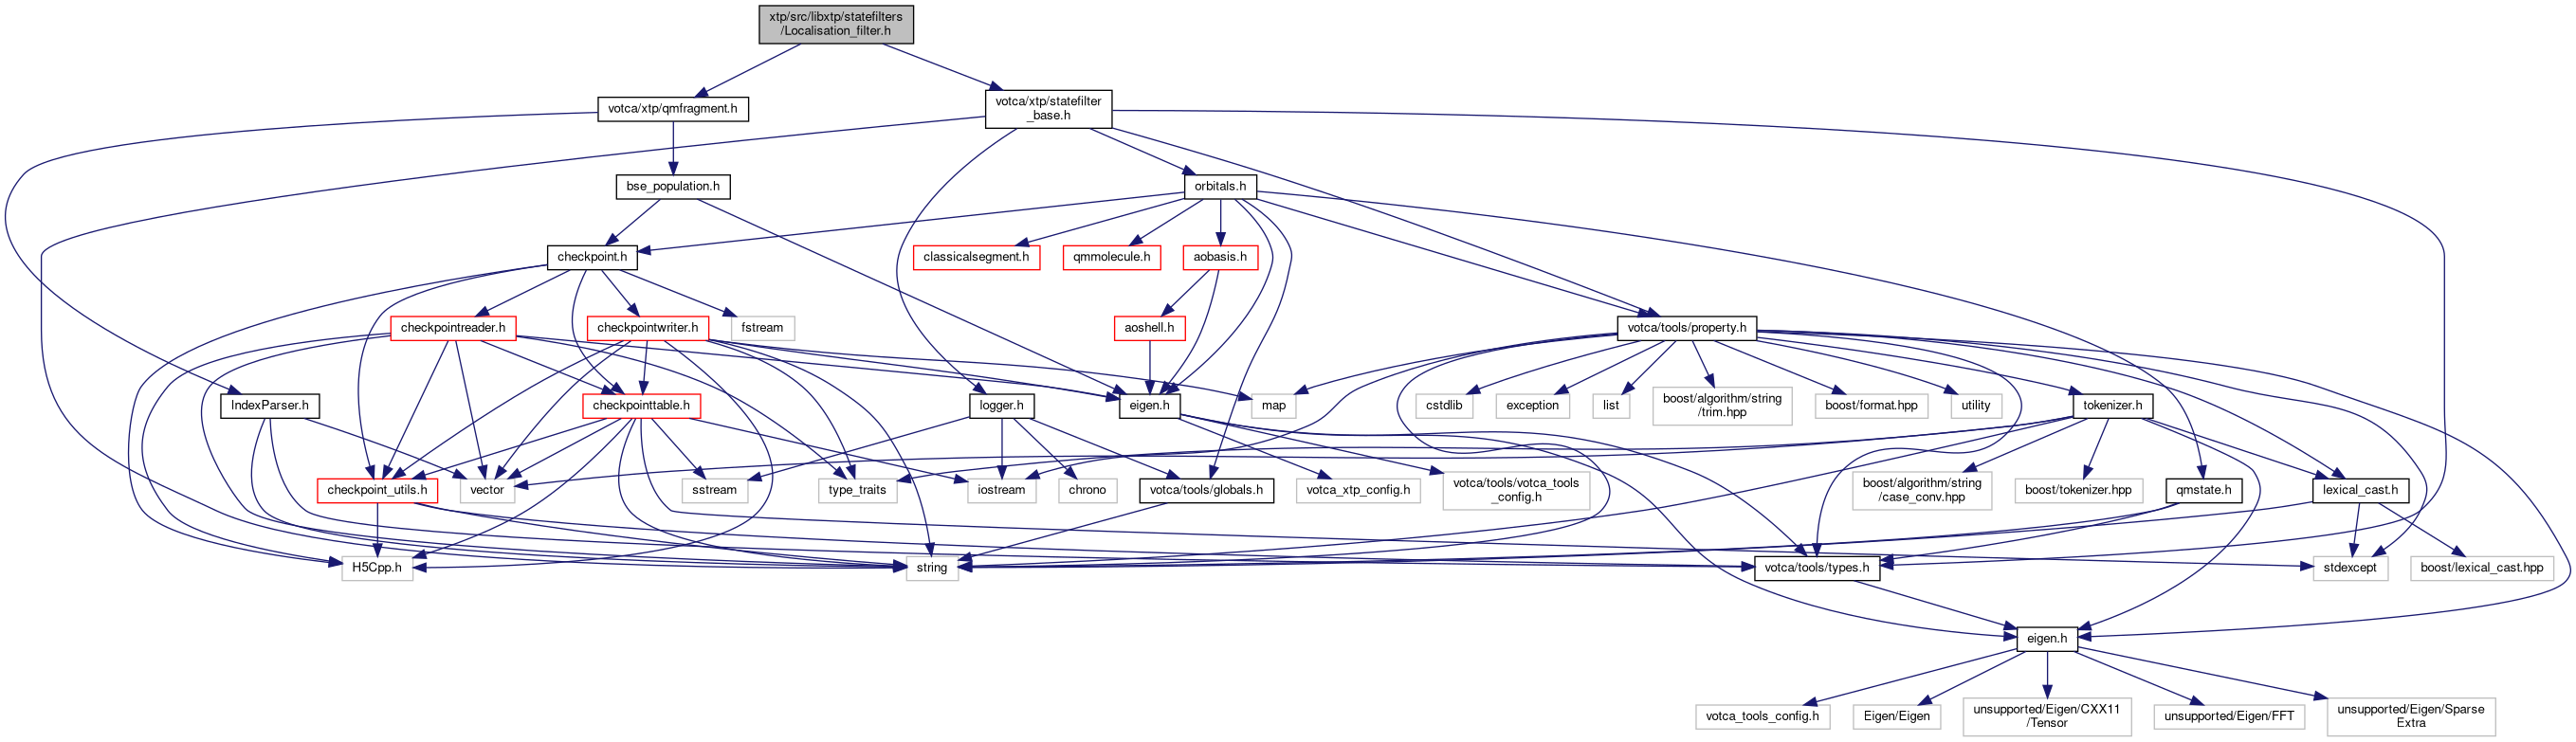 xtp/src/libxtp/statefilters
/Localisation_filter.h
votca/xtp/qmfragment.h
votca/xtp/statefilter
_base.h
bse_population.h
orbitals.h
checkpoint.h
classicalsegment.h
qmmolecule.h
aobasis.h
checkpointreader.h
checkpointwriter.h
fstream
aoshell.h
votca/tools/property.h
IndexParser.h
checkpointtable.h
logger.h
eigen.h
map
cstdlib
exception
list
boost/algorithm/string
/trim.hpp
boost/format.hpp
utility
tokenizer.h
checkpoint_utils.h
vector
sstream
type_traits
iostream
chrono
votca/tools/globals.h
votca_xtp_config.h
votca/tools/votca_tools
_config.h
boost/algorithm/string
/case_conv.hpp
boost/tokenizer.hpp
qmstate.h
lexical_cast.h
H5Cpp.h
string
votca/tools/types.h
stdexcept
boost/lexical_cast.hpp
eigen.h
votca_tools_config.h
Eigen/Eigen
unsupported/Eigen/CXX11
/Tensor
unsupported/Eigen/FFT
unsupported/Eigen/Sparse
Extra